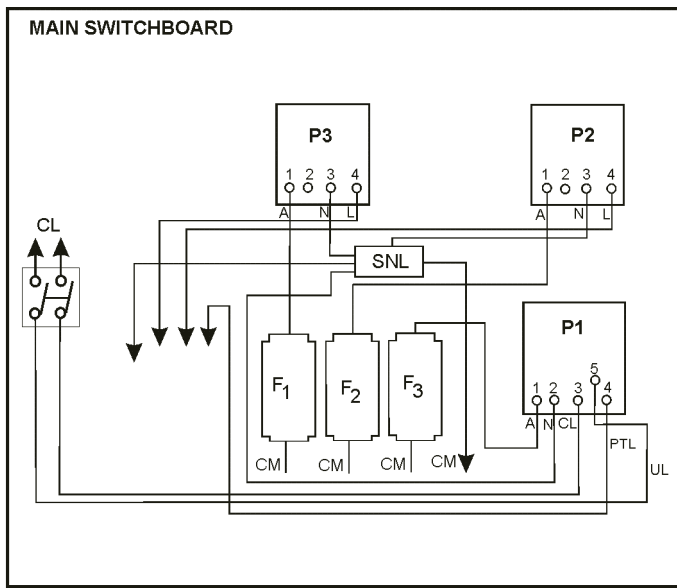 MAIN SWITCHBOARD
P3
1 2 3 4
A N L
P2
1 2 3 4
A N L
CL
SNL
P1
5
1 2 3 4
A N CL
PTL
UL
F1
F2
F3
CM CM CM CM